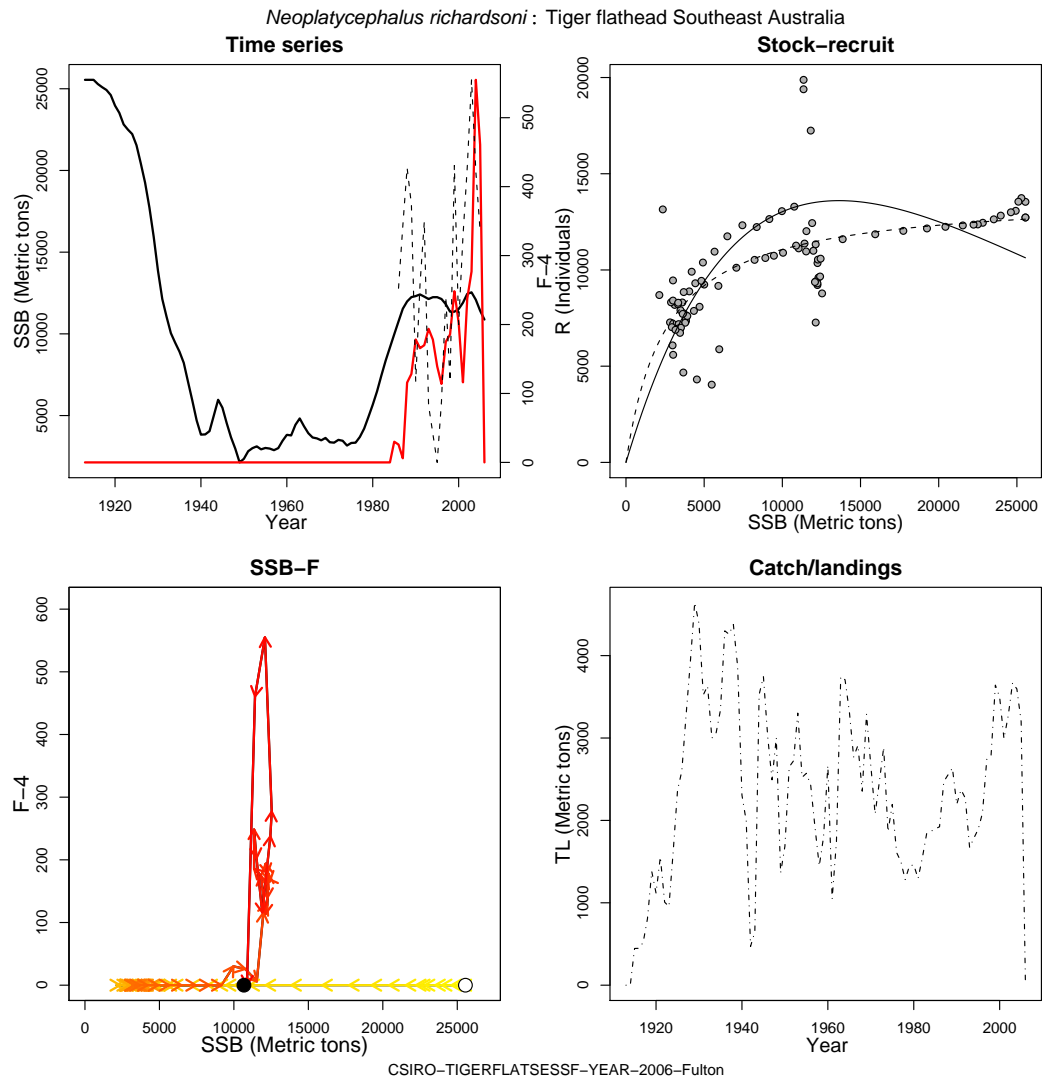 Neoplatycephalus richardsoni : Tiger flathead Southeast Australia
Time series
SSB (Metric tons)
5000 10000 15000 20000 25000
0 100 200 300 400 500
F−4
1920 1940 1960 1980 2000
Year
Stock−recruit
R (Individuals)
0 5000 10000 15000 20000
0 5000 10000 15000 20000 25000
SSB (Metric tons)
SSB−F
F−4
0 100 200 300 400 500 600
0 5000 10000 15000 20000 25000
SSB (Metric tons)
Catch/landings
TL (Metric tons)
0 1000 2000 3000 4000
1920 1940 1960 1980 2000
Year
CSIRO−TIGERFLATSESSF−YEAR−2006−Fulton